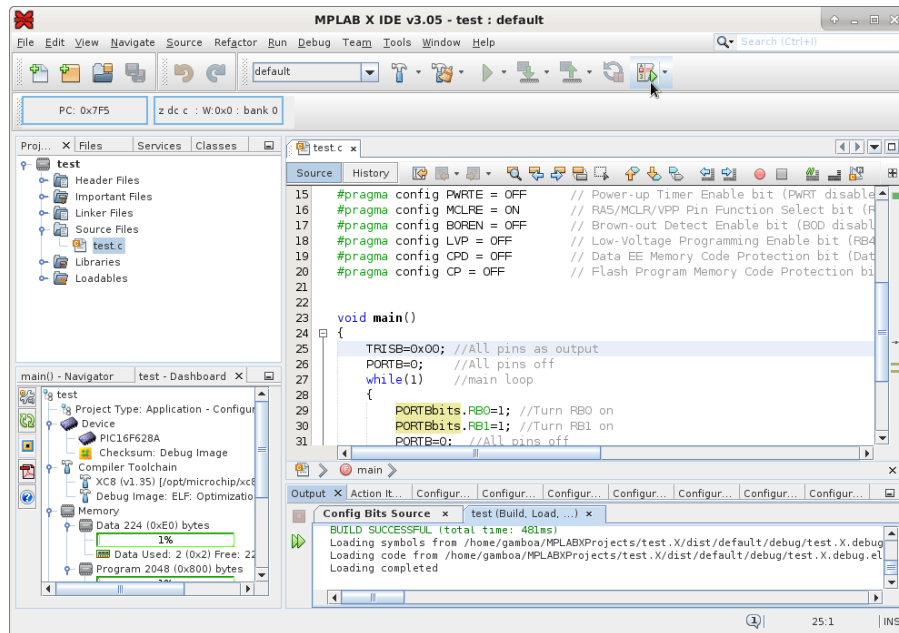 MPLAB X IDE v3.05 - test : default
File Edit View Navigate Source Refactor Run Debug Team Tools Window Help
Search (Ctrl+I)
default
PC: 0x7F5
z dc c : W:0x0 : bank 0
Proj... Files Services Classes
test
Header Files
Important Files
Linker Files
Source Files
test.c
Libraries
Loadables
main() - Navigator test - Dashboard
test
Project Type: Application - Configur
Device
PIC16F628A
Checksum: Debug Image
Compiler Toolchain
XC8 (v1.35) [/opt/microchip/xc8
Debug Image: ELF: Optimizatio
Memory
Data 224 (0xE0) bytes
1%
Data Used: 2 (0x2) Free: 22
Program 2048 (0x800) bytes
test.c
Source History
15 #pragma config PWRTE = OFF // Power-up Timer Enable bit (PWRT disable
16 #pragma config MCLRE = ON // RA5/MCLR/VPP Pin Function Select bit (R
17 #pragma config BOREN = OFF // Brown-out Detect Enable bit (BOD disabl
18 #pragma config LVP = OFF // Low-Voltage Programming Enable bit (RB4
19 #pragma config CPD = OFF // Data EE Memory Code Protection bit (Dat
20 #pragma config CP = OFF // Flash Program Memory Code Protection bi
21
22
23 void main()
24 {
25 TRISB=0x00; //All pins as output
26 PORTB=0; //All pins off
27 while(1) //main loop
28 {
29 PORTBbits.RB0=1; //Turn RB0 on
30 PORTBbits.RB1=1; //Turn RB1 on
31 PORTB=0; //All pins off
main
Output Action It... Configur... Configur... Configur... Configur... Configur... Configur... Configur...
Config Bits Source test (Build, Load, ...)
BUILD SUCCESSFUL (total time: 481ms)
Loading symbols from /home/gamboa/MPLABXProjects/test.X/dist/default/debug/test.X.debug
Loading code from /home/gamboa/MPLABXProjects/test.X/dist/default/debug/test.X.debug.el
Loading completed
1 25:1 INS